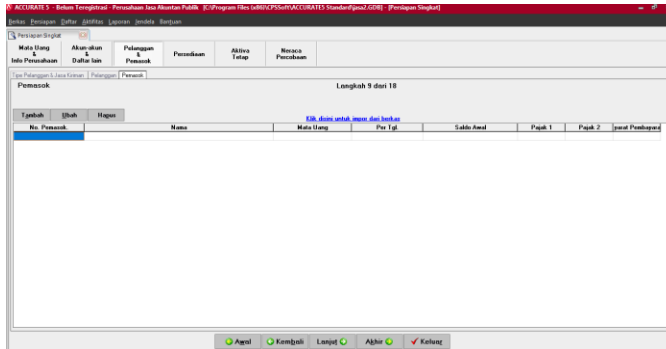 ACCURATE 5 - Belum Teregistrasi - Perusahaan Jasa Akuntan Publik [C:\Program Files (x86)\CPSSoft\ACCURATE5 Standard\jasa2.GDB] - [Persiapan Singkat]
Berkas Persiapan Daftar Aktifitas Laporan Jendela Bantuan
Persiapan Singkat
Mata Uang & Info Perusahaan Akun-akun & Daftar lain Pelanggan & Pemasok Persediaan Aktiva Tetap Neraca Percobaan
Tipe Pelanggan & Jasa Kiriman Pelanggan Pemasok
Pemasok Langkah 9 dari 18
Tambah Ubah Hapus
Klik disini untuk impor dari berkas
No. Pemasok. Nama Mata Uang Per Tgl. Saldo Awal Pajak 1 Pajak 2 yarat Pembayara
Awal Kembali Lanjut Akhir Keluar